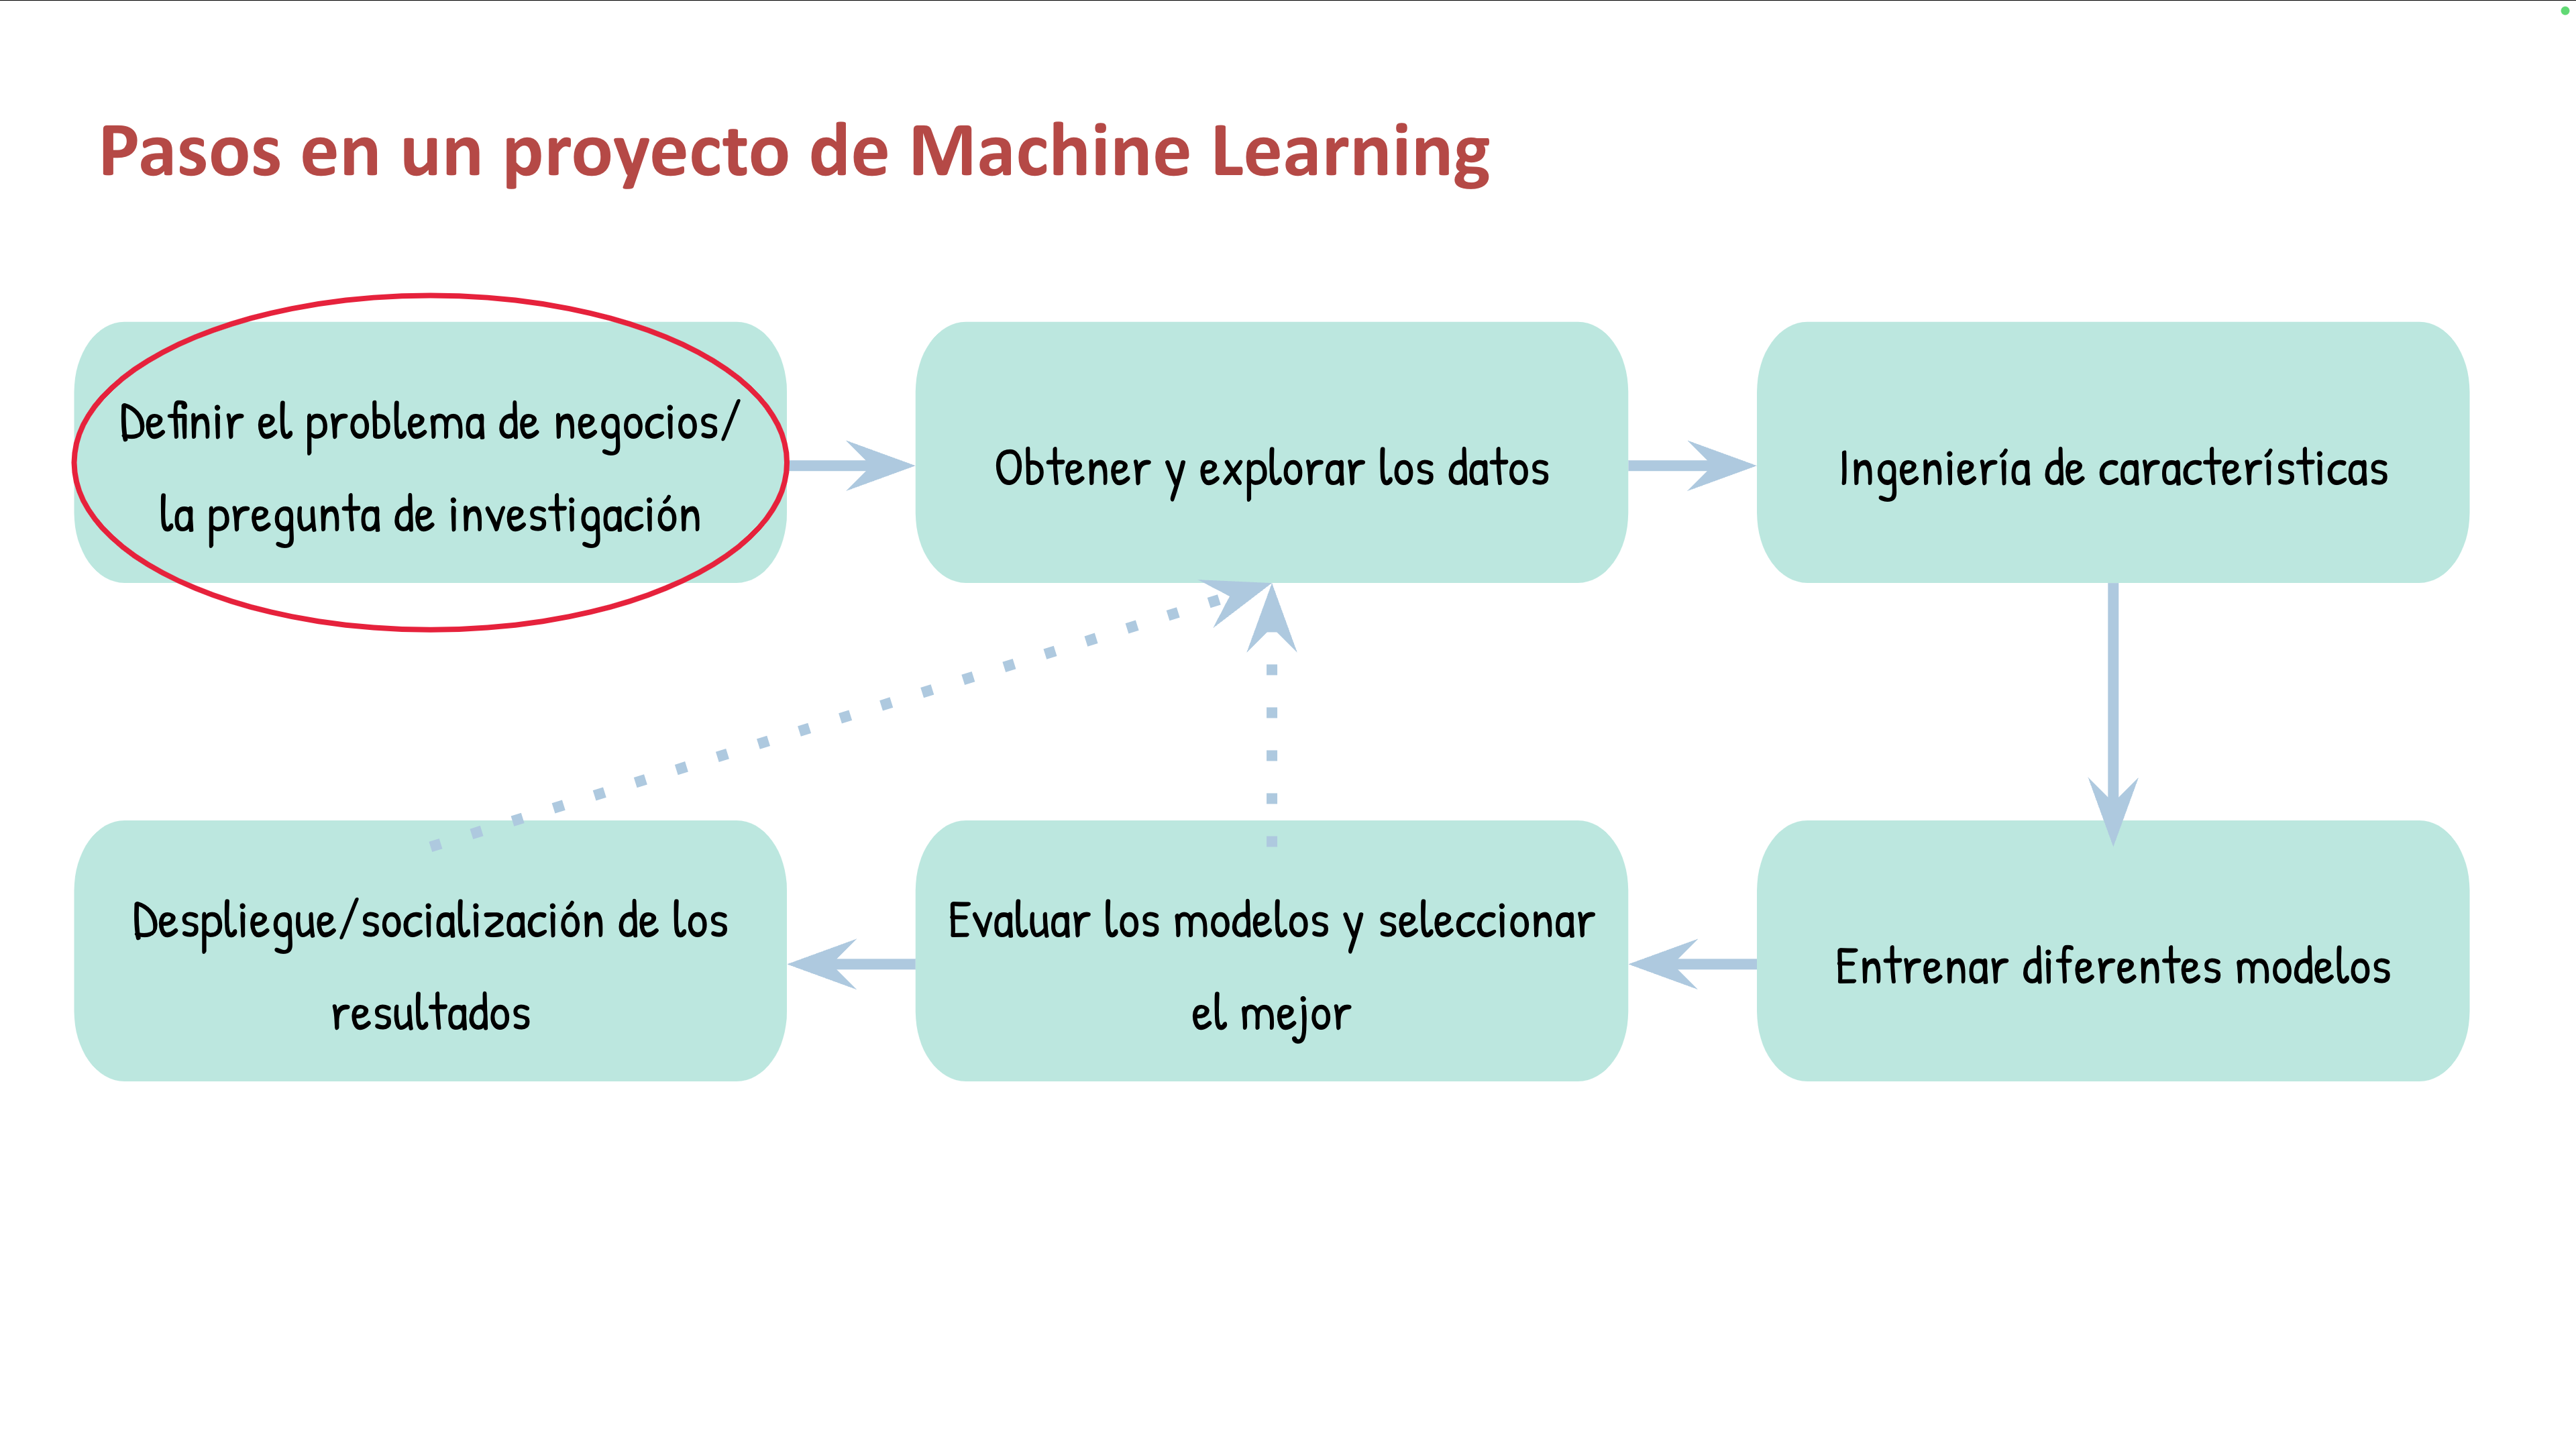 Pasos en un proyecto de Machine Learning
Definir el problema de negocios/
la pregunta de investigación
Obtener y explorar los datos
Ingeniería de características
Despliegue/socialización de los
resultados
Evaluar los modelos y seleccionar
el mejor
Entrenar diferentes modelos